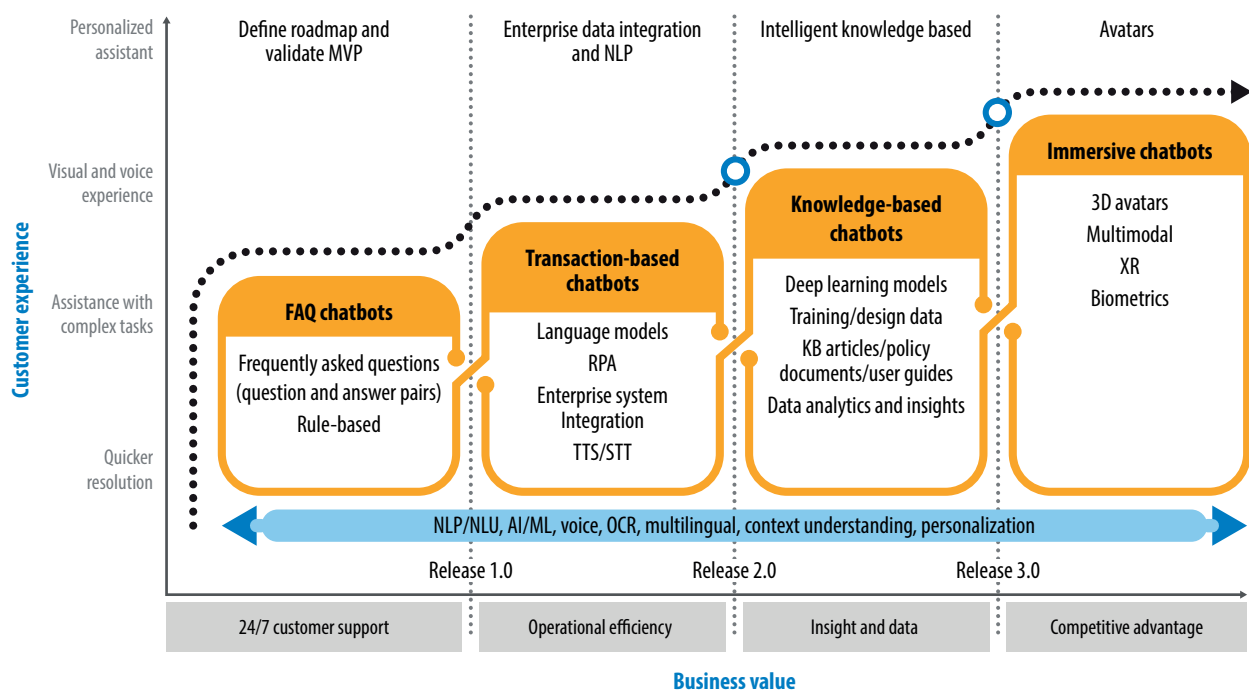 Personalized
assistant
Define roadmap and
validate MVP
Enterprise data integration
and NLP
Intelligent knowledge based
Avatars
Visual and voice
experience
Assistance with
complex tasks
Quicker
resolution
Customer experience
FAQ chatbots
Frequently asked questions
(question and answer pairs)
Rule-based
Transaction-based
chatbots
Language models
RPA
Enterprise system
Integration
TTS/STT
Knowledge-based
chatbots
Deep learning models
Training/design data
KB articles/policy
documents/user guides
Data analytics and insights
Immersive chatbots
3D avatars
Multimodal
XR
Biometrics
NLP/NLU, AI/ML, voice, OCR, multilingual, context understanding, personalization
Release 1.0
Release 2.0
Release 3.0
24/7 customer support
Operational efficiency
Insight and data
Competitive advantage
Business value